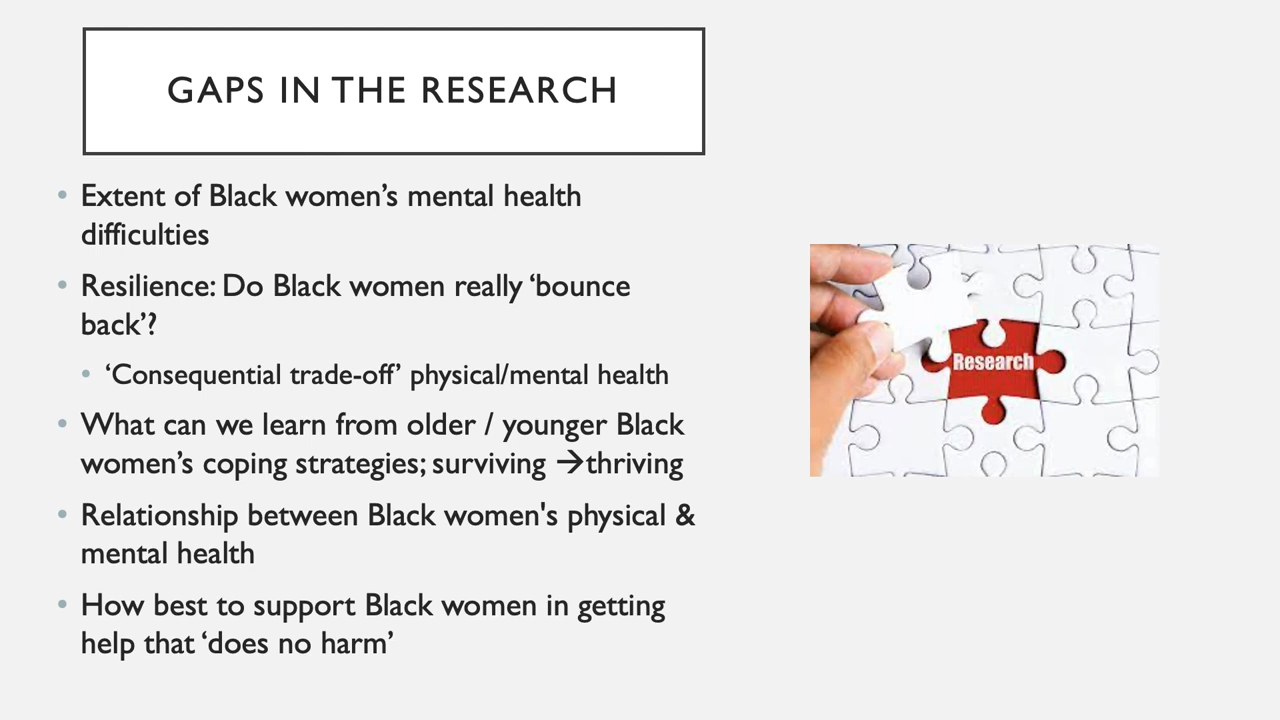 GAPS IN THE RESEARCH
• Extent of Black women’s mental health
difficulties
• Resilience: Do Black women really ‘bounce
back’?
• ‘Consequential trade-off’ physical/mental health
• What can we learn from older / younger Black
women’s coping strategies; surviving →thriving
• Relationship between Black women's physical &
mental health
• How best to support Black women in getting
help that ‘does no harm’
Research